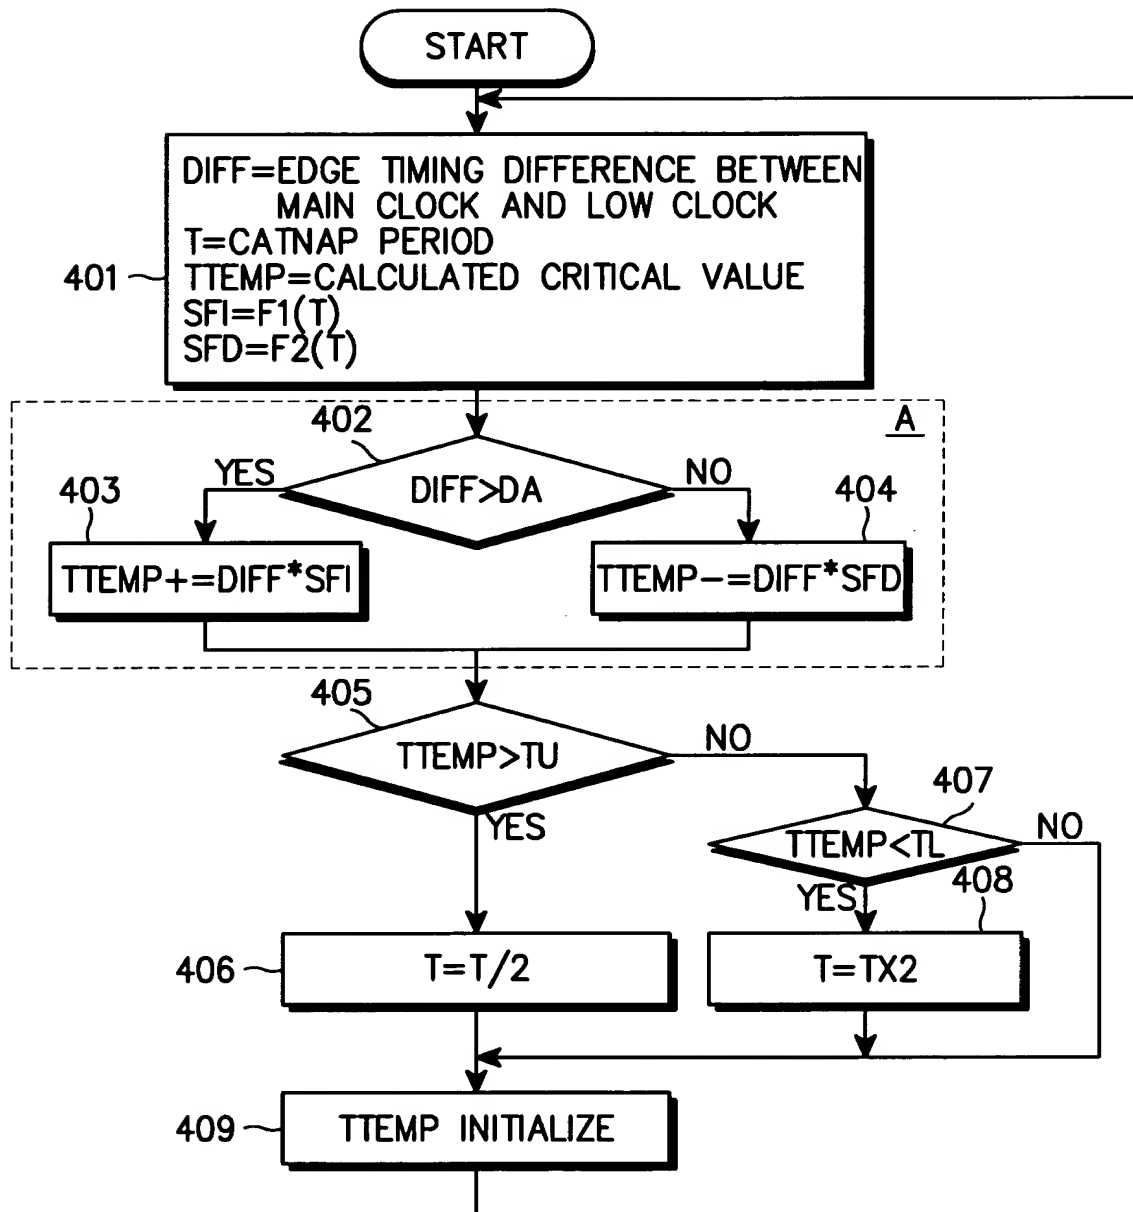 START
DIFF=EDGE TIMING DIFFERENCE BETWEEN
MAIN CLOCK AND LOW CLOCK
T=CATNAP PERIOD
401
TTEMP=CALCULATED CRITICAL VALUE
SFI=F1(T)
SFD=F2(T)
402
A
YES
NO
403
DIFF>DA
404
TTEMP+=DIFF*SFI
TTEMP-=DIFF*SFD
405
TTEMP>TU
NO
407
YES
TTEMP<TL
NO
YES
408
406
T=T/2
T=TX2
409
TTEMP INITIALIZE